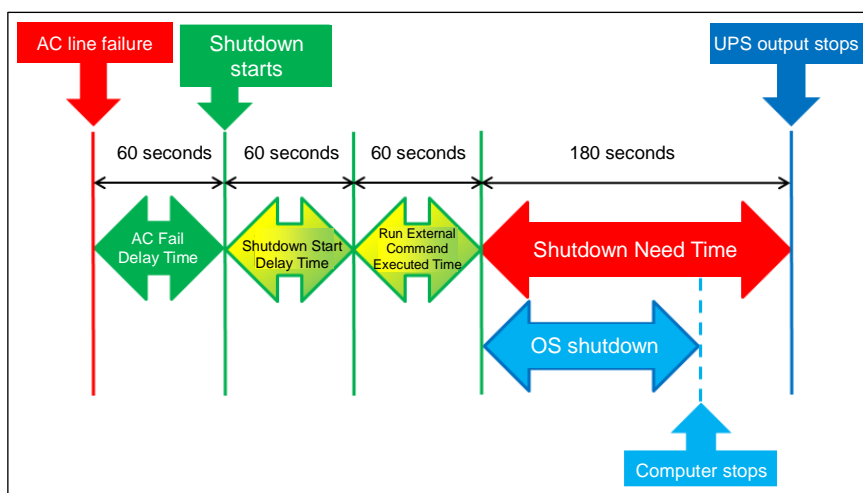 AC line failure
Shutdown
starts
UPS output stops
60 seconds
60 seconds
60 seconds
180 seconds
AC Fail
Delay Time
Shutdown Start
Delay Time
Run External
Command
Executed Time
Shutdown Need Time
OS shutdown
Computer stops